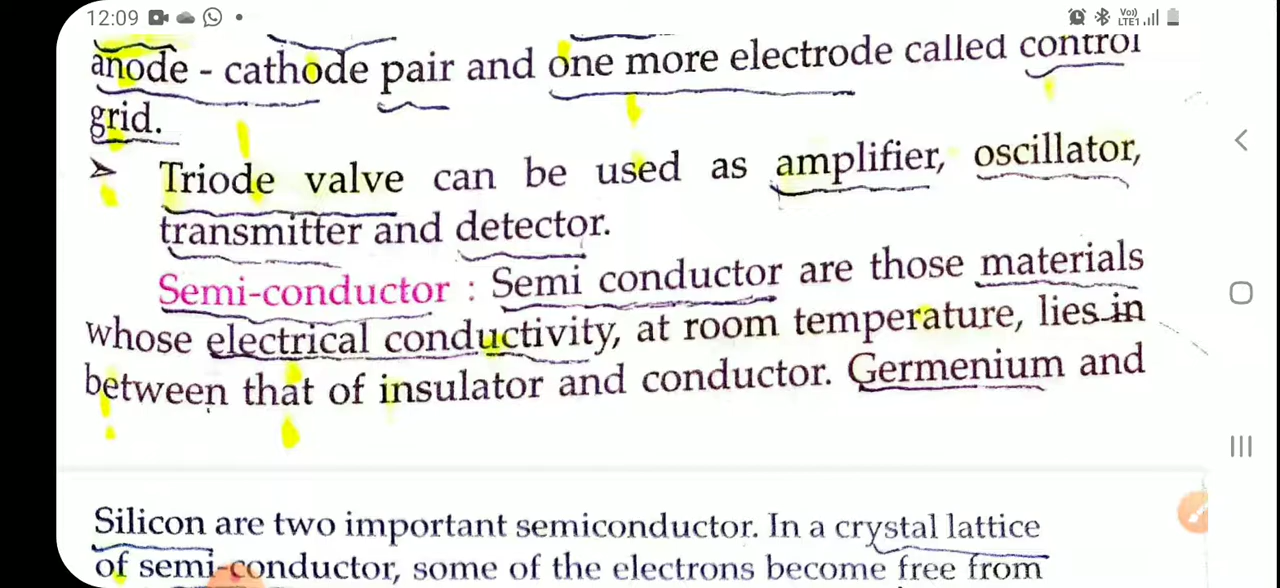 12:09
Vo))
LTE1
anode - cathode pair and one more electrode called control
grid.
➤ Triode valve can be used as amplifier, oscillator,
transmitter and detector.
Semi-conductor : Semi conductor are those materials
whose electrical conductivity, at room temperature, lies in
between that of insulator and conductor. Germenium and
Silicon are two important semiconductor. In a crystal lattice
of semi-conductor, some of the electrons become free from